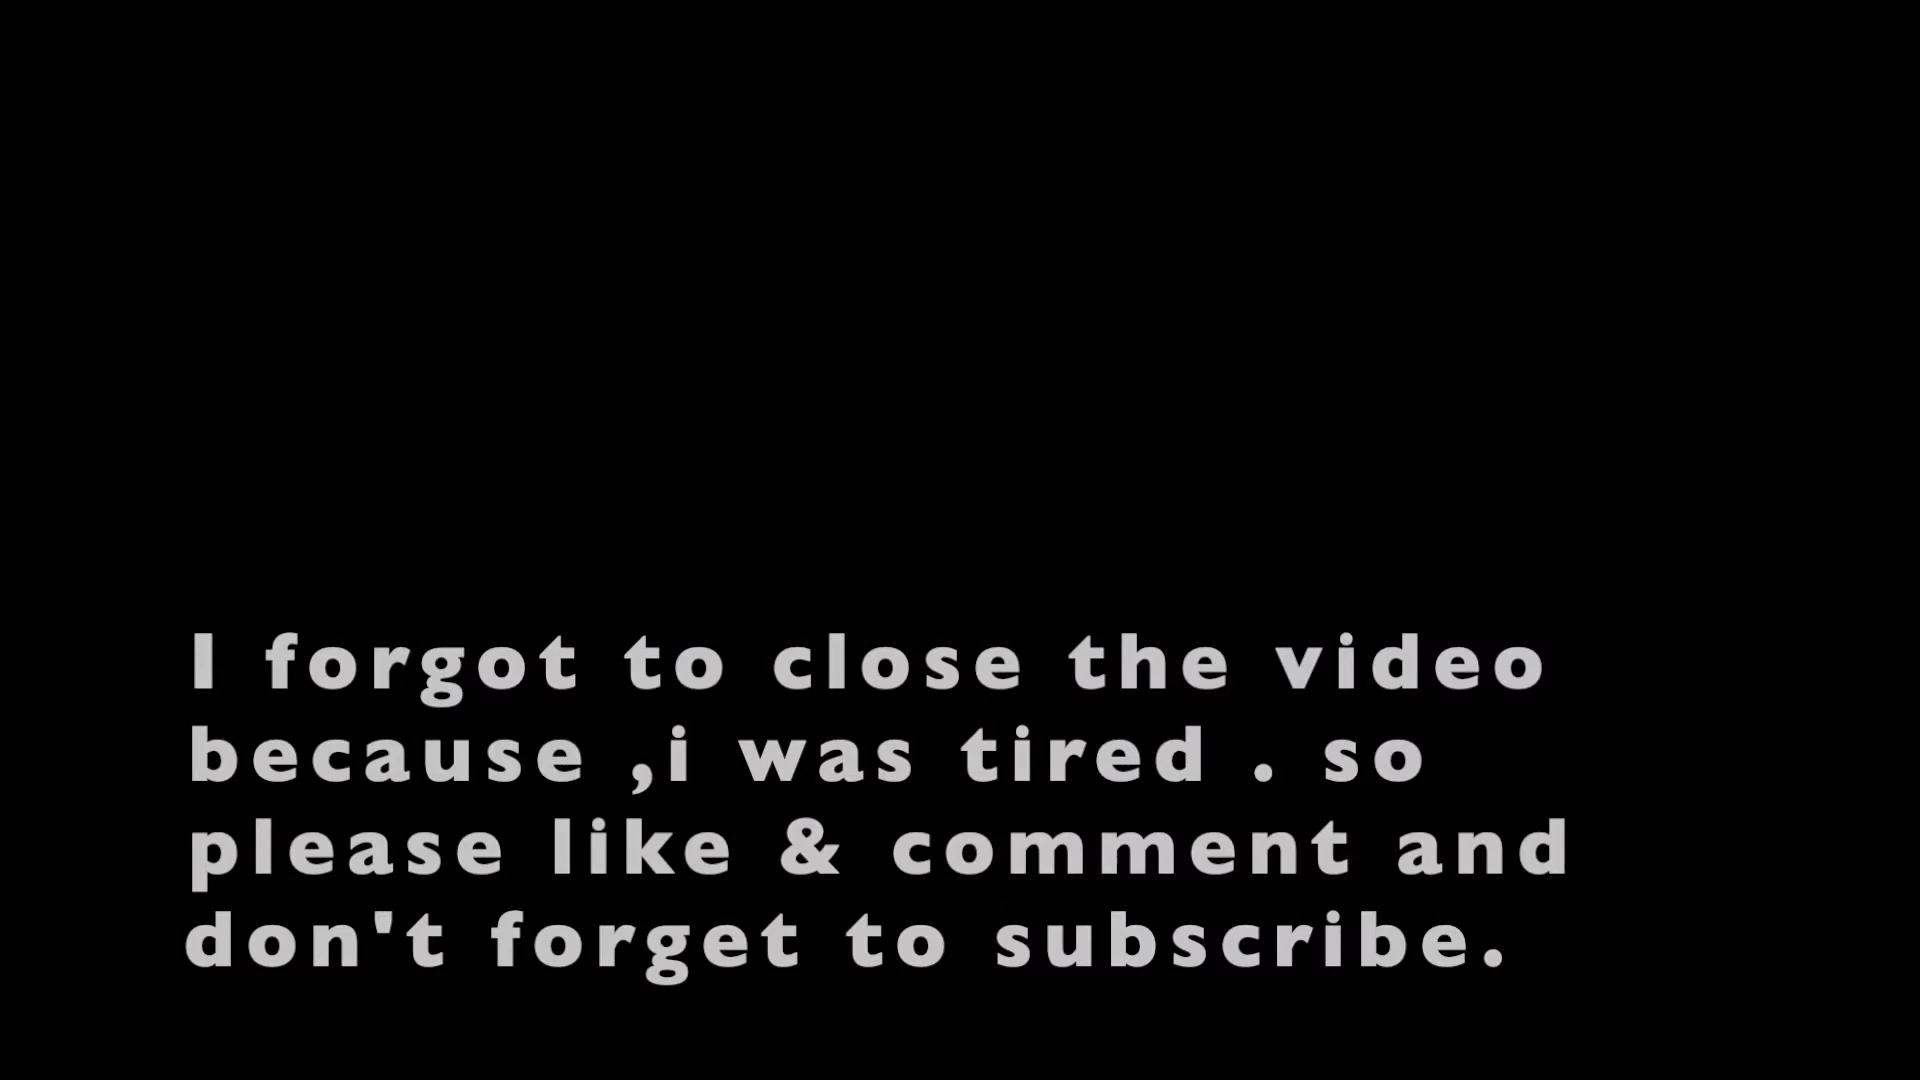 I forgot to close the video
because ,i was tired . so
please like & comment and
don't forget to subscribe.